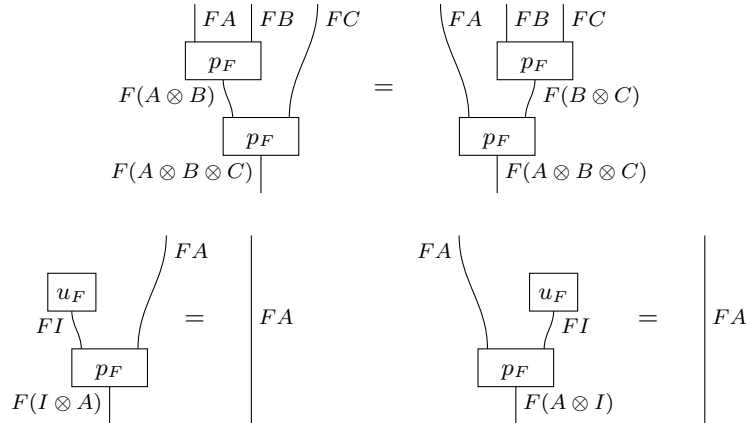 FA FB FC FA FB FC
p_F = p_F
F(A ⊗ B) F(B ⊗ C)
p_F p_F
F(A ⊗ B ⊗ C) F(A ⊗ B ⊗ C)
FA FA
u_F u_F
= FA = FA
FI FI
p_F p_F
F(I ⊗ A) F(A ⊗ I)